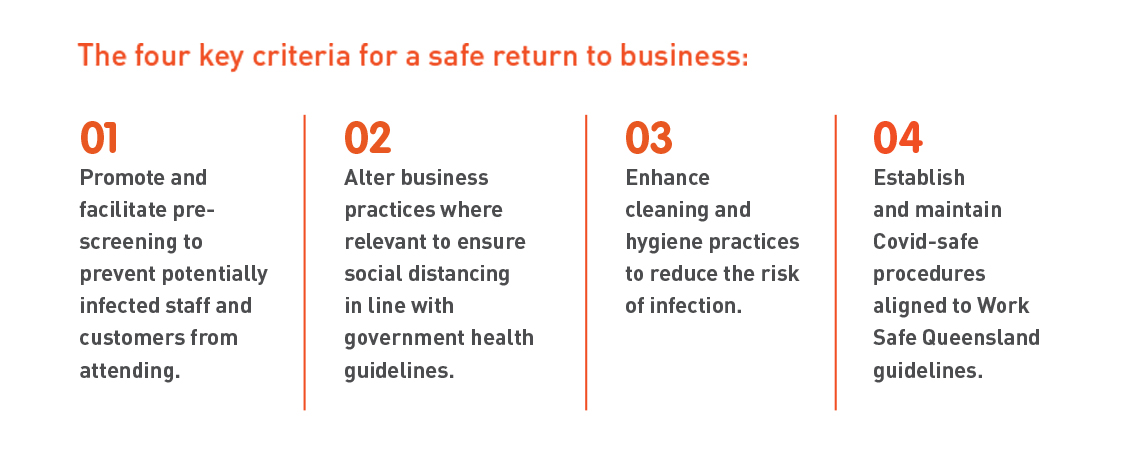 The four key criteria for a safe return to business:
01
Promote and
facilitate pre-
screening to
prevent potentially
infected staff and
customers from
attending.
02
Alter business
practices where
relevant to ensure
social distancing
in line with
government health
guidelines.
03
Enhance
cleaning and
hygiene practices
to reduce the risk
of infection.
04
Establish
and maintain
Covid-safe
procedures
aligned to Work
Safe Queensland
guidelines.